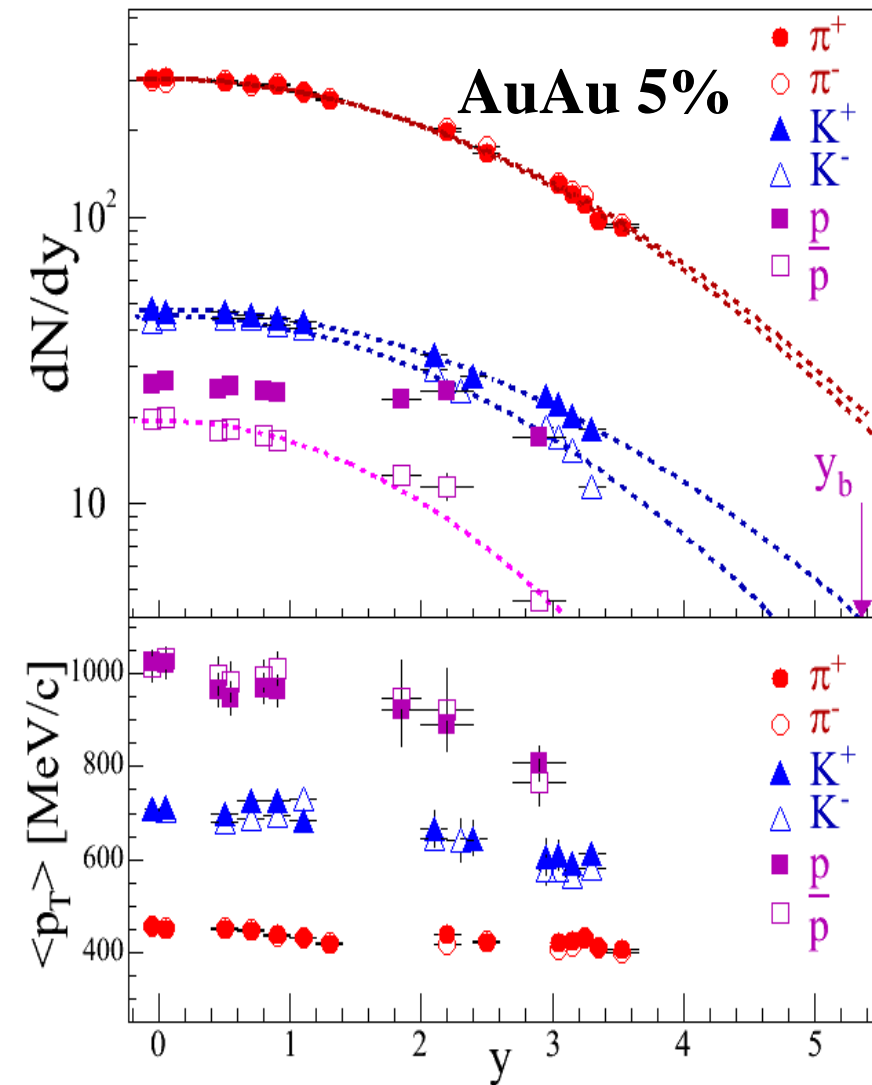 AuAu 5%
π⁺
π⁻
K⁺
K⁻
p
p̅
dN/dy
10²
10
y_b
<p_T> [MeV/c]
1000
800
600
400
π⁺
π⁻
K⁺
K⁻
p
p̅
0 1 2 3 4 5
y